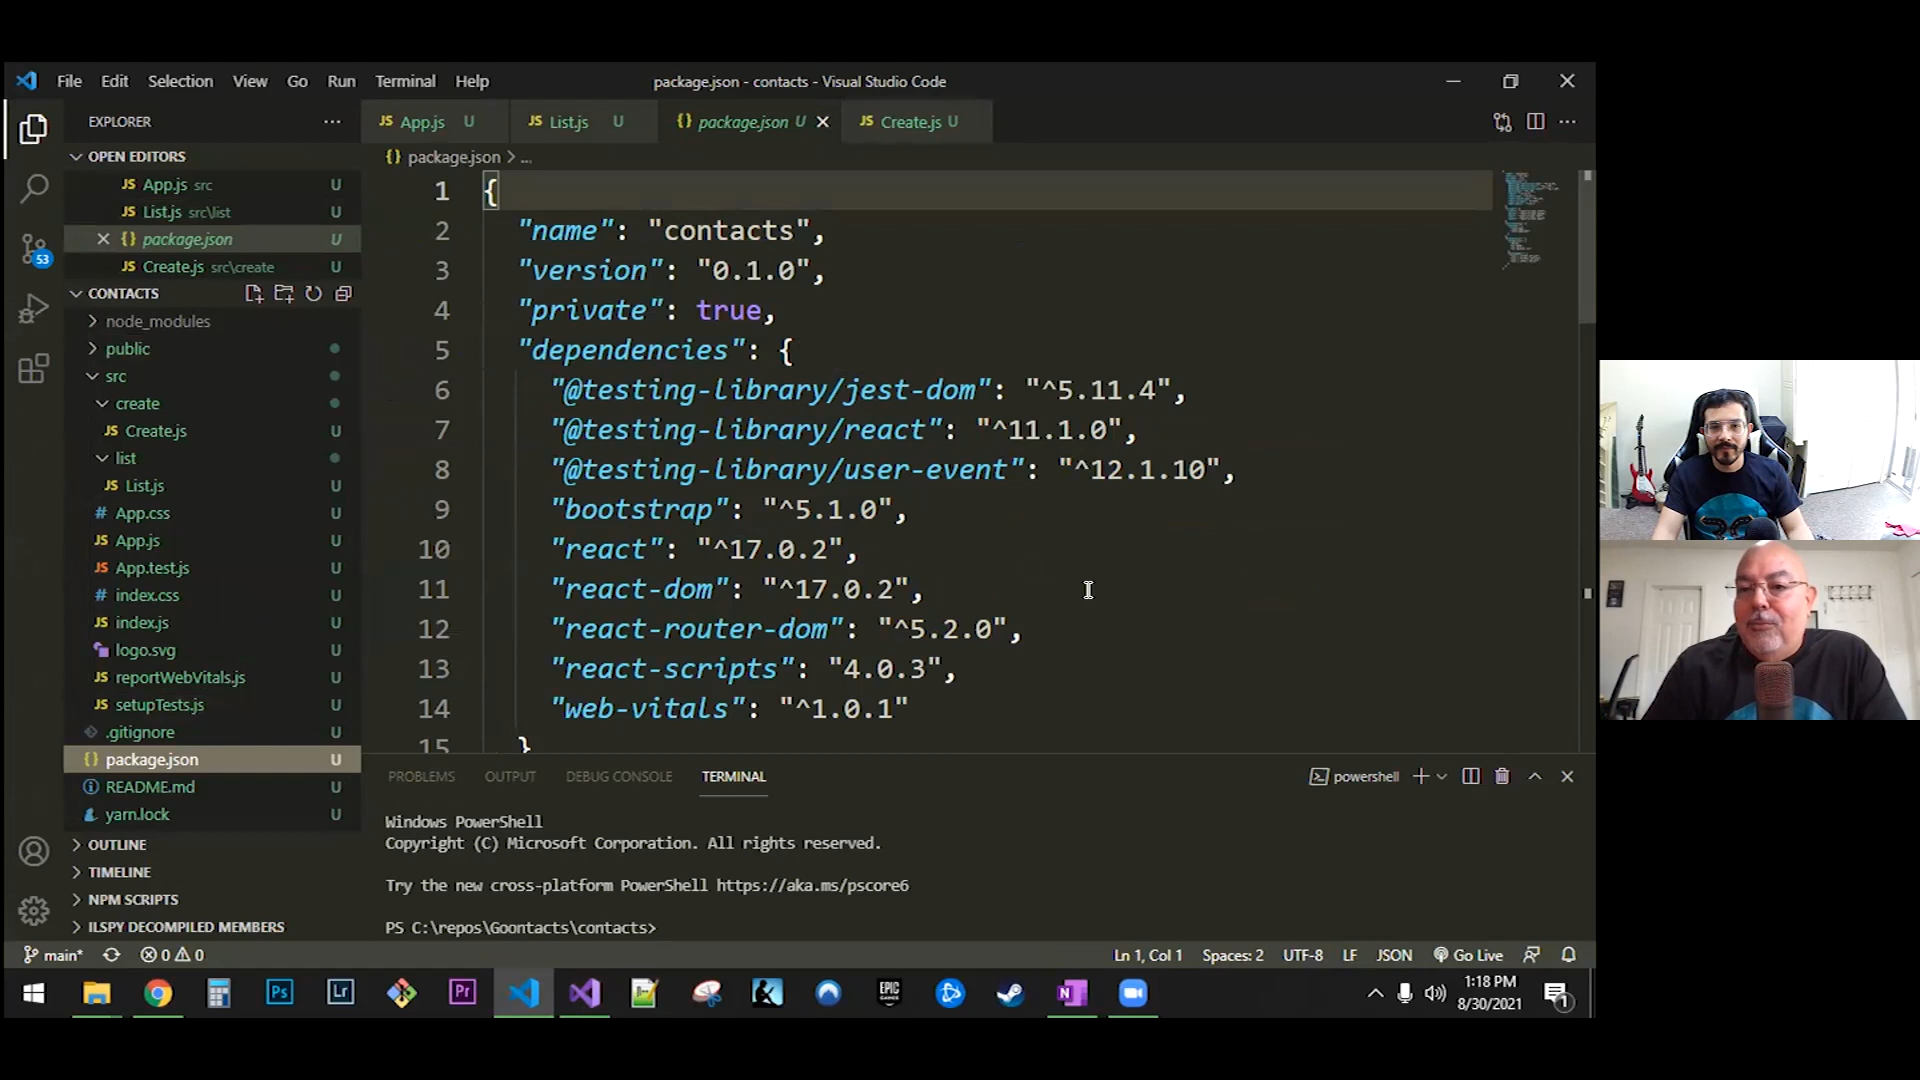 File Edit Selection View Go Run Terminal Help
package.json - contacts - Visual Studio Code
EXPLORER
JS App.js U
JS List.js U
{} package.json U
JS Create.js U
OPEN EDITORS
{} package.json > ...
JS App.js src U
JS List.js src\list U
{} package.json U
JS Create.js src\create U
53
CONTACTS
node_modules
public
src
create
JS Create.js U
list
JS List.js U
# App.css U
JS App.js U
JS App.test.js U
# index.css U
JS index.js U
logo.svg U
JS reportWebVitals.js U
JS setupTests.js U
.gitignore U
{} package.json U
README.md U
yarn.lock U
OUTLINE
TIMELINE
NPM SCRIPTS
ILSPY DECOMPILED MEMBERS
1 {
2 "name": "contacts",
3 "version": "0.1.0",
4 "private": true,
5 "dependencies": {
6 "@testing-library/jest-dom": "^5.11.4",
7 "@testing-library/react": "^11.1.0",
8 "@testing-library/user-event": "^12.1.10",
9 "bootstrap": "^5.1.0",
10 "react": "^17.0.2",
11 "react-dom": "^17.0.2",
12 "react-router-dom": "^5.2.0",
13 "react-scripts": "4.0.3",
14 "web-vitals": "^1.0.1"
15 }
PROBLEMS OUTPUT DEBUG CONSOLE TERMINAL
powershell
Windows PowerShell
Copyright (C) Microsoft Corporation. All rights reserved.
Try the new cross-platform PowerShell https://aka.ms/pscore6
PS C:\repos\Goontacts\contacts>
main* 0 0
Ln 1, Col 1 Spaces: 2 UTF-8 LF JSON Go Live
Ps Lr Pr EPIC GAMES N
1:18 PM
8/30/2021
1